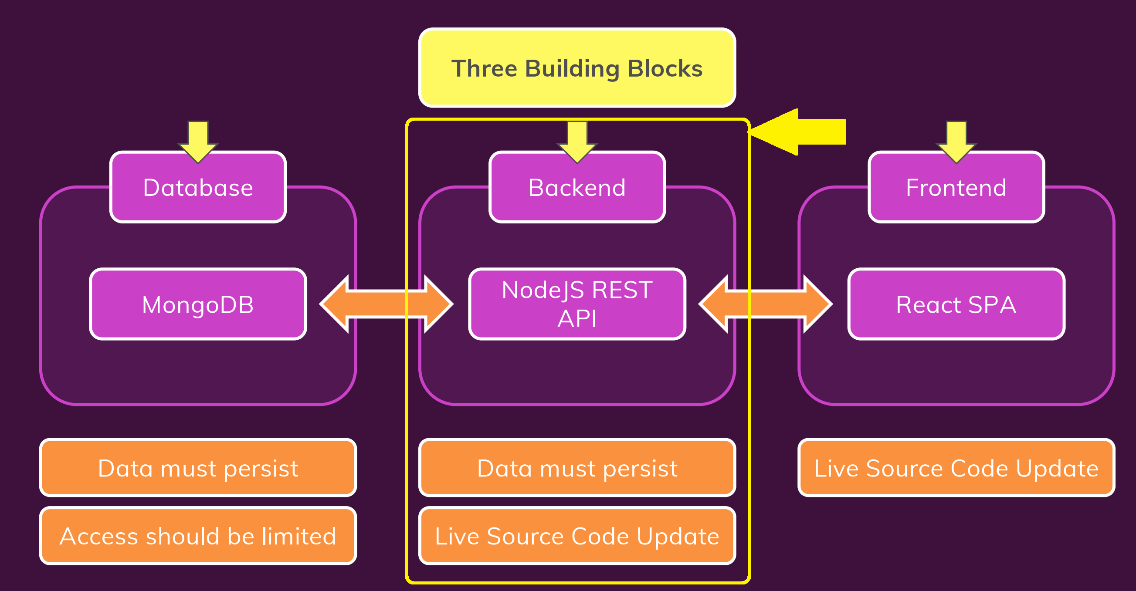 Three Building Blocks
Database
Backend
Frontend
MongoDB
NodeJS REST
API
React SPA
Data must persist
Data must persist
Live Source Code Update
Access should be limited
Live Source Code Update